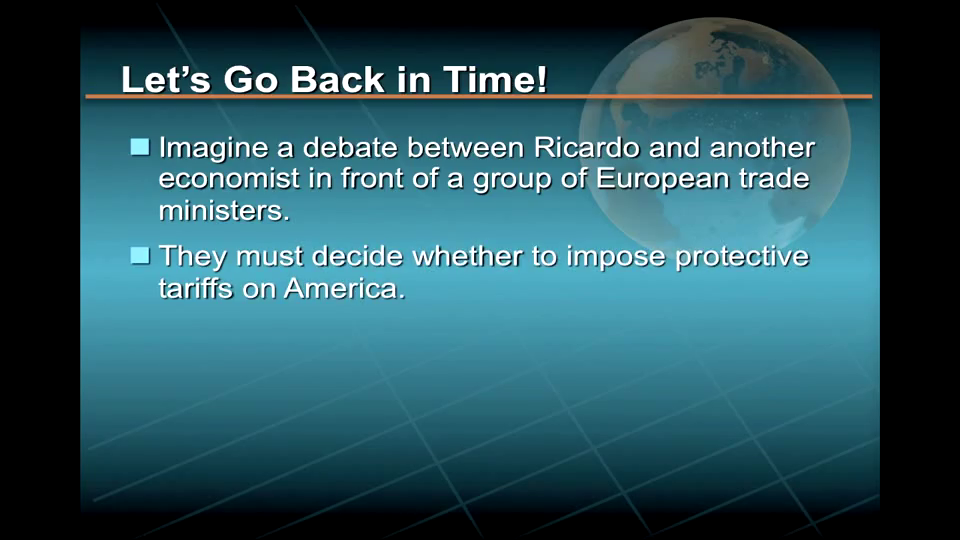 Let's Go Back in Time!
Imagine a debate between Ricardo and another
economist in front of a group of European trade
ministers.
They must decide whether to impose protective
tariffs on America.